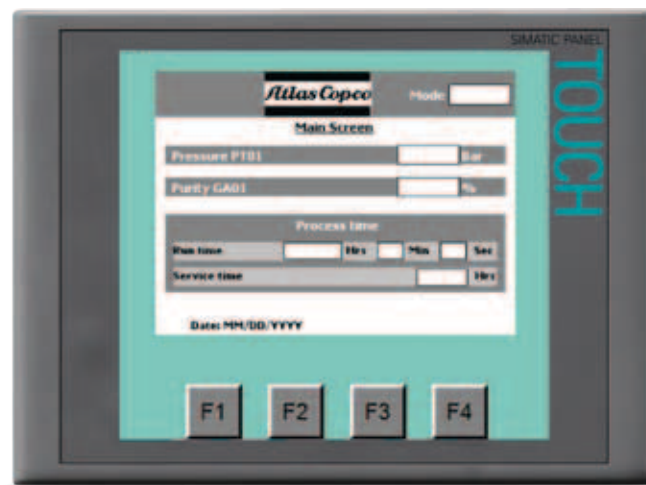 SIMATIC PANEL
TOUCH
Atlas Copco Mode
Main Screen
Pressure PT01 Bar
Purity GA01 %
Process time
Run time Hrs Min Sec
Service time Hrs
Date: MM/DD/YYYY
F1 F2 F3 F4